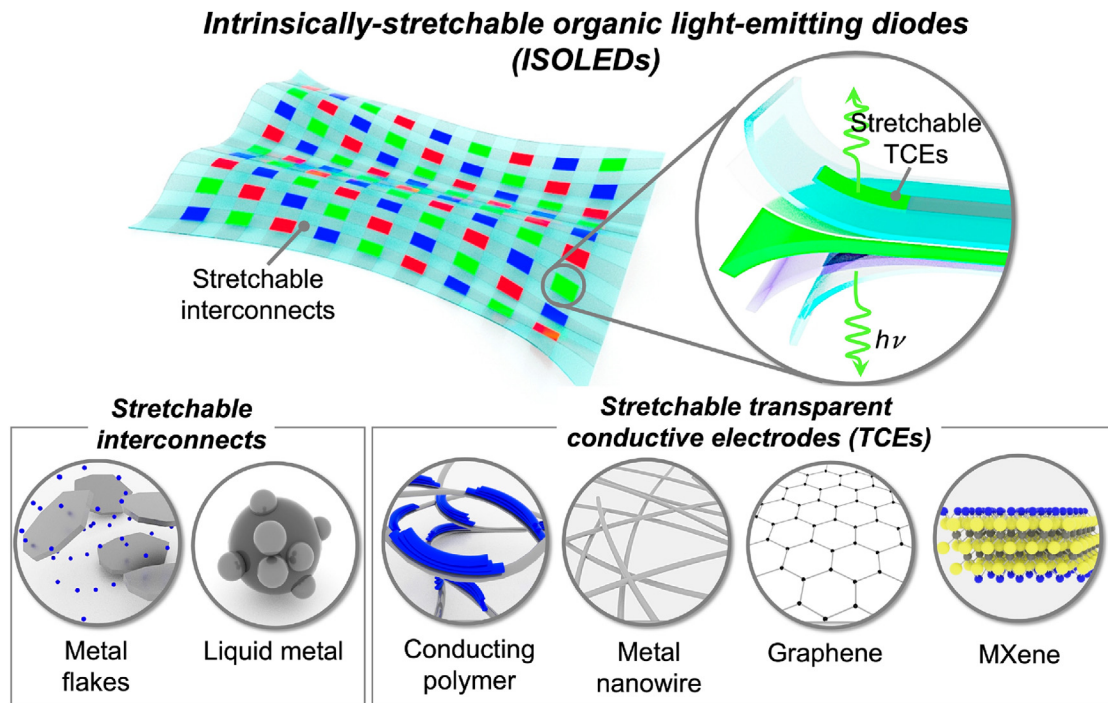 Intrinsically-stretchable organic light-emitting diodes
(ISOLEDs)
Stretchable
TCEs
Stretchable
interconnects
hν
Stretchable
interconnects
Metal
flakes
Liquid metal
Stretchable transparent
conductive electrodes (TCEs)
Conducting
polymer
Metal
nanowire
Graphene
MXene